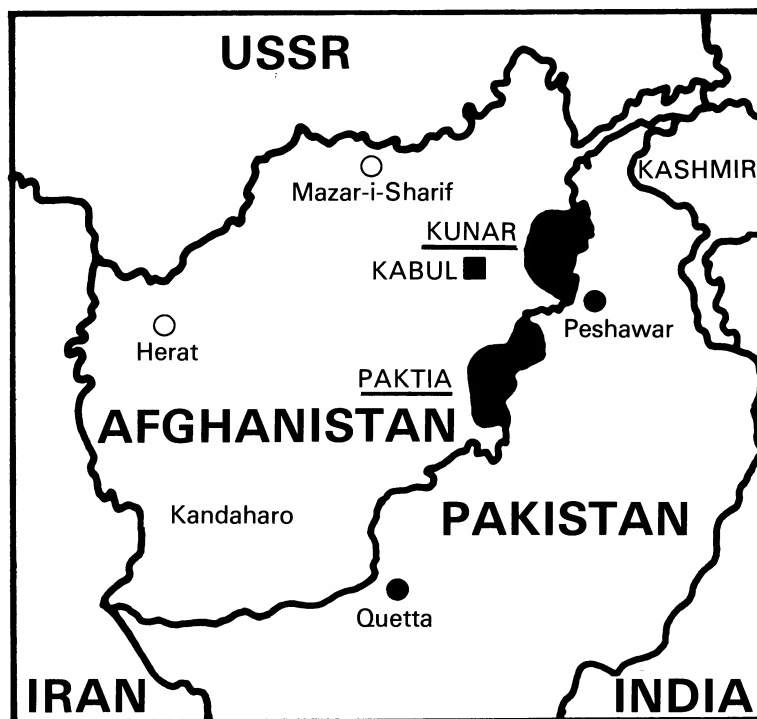 USSR
KASHMIR
Mazar-i-Sharif
KUNAR
KABUL
Peshawar
Herat
PAKTIA
AFGHANISTAN
Kandaharo
PAKISTAN
Quetta
IRAN
INDIA